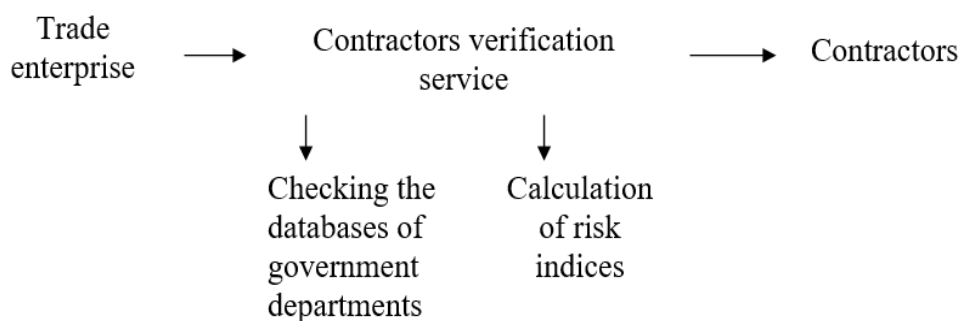 Trade
enterprise
Contractors verification
service
Contractors
Checking the
databases of
government
departments
Calculation
of risk
indices